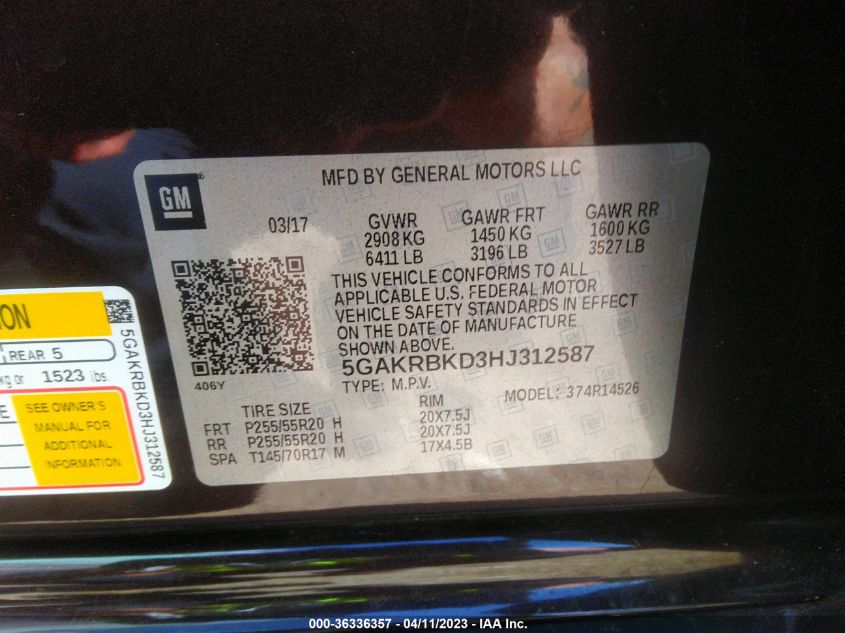 GM
MFD BY GENERAL MOTORS LLC
03/17
GVWR GAWR FRT GAWR RR
2908 KG 1450 KG 1600 KG
6411 LB 3196 LB 3527 LB
THIS VEHICLE CONFORMS TO ALL
APPLICABLE U.S. FEDERAL MOTOR
VEHICLE SAFETY STANDARDS IN EFFECT
ON THE DATE OF MANUFACTURE
SHOWN ABOVE.
5GAKRBKD3HJ312587
406Y
TYPE: M.P.V. MODEL: 374R14526
TIRE SIZE RIM
FRT P255/55R20 H 20X7.5J
RR P255/55R20 H 20X7.5J
SPA T145/70R17 M 17X4.5B
ION
REAR 5
kg or 1523 lbs.
SEE OWNER'S
MANUAL FOR
ADDITIONAL
INFORMATION
5GAKRBKD3HJ312587
000-36336357 - 04/11/2023 - IAA Inc.